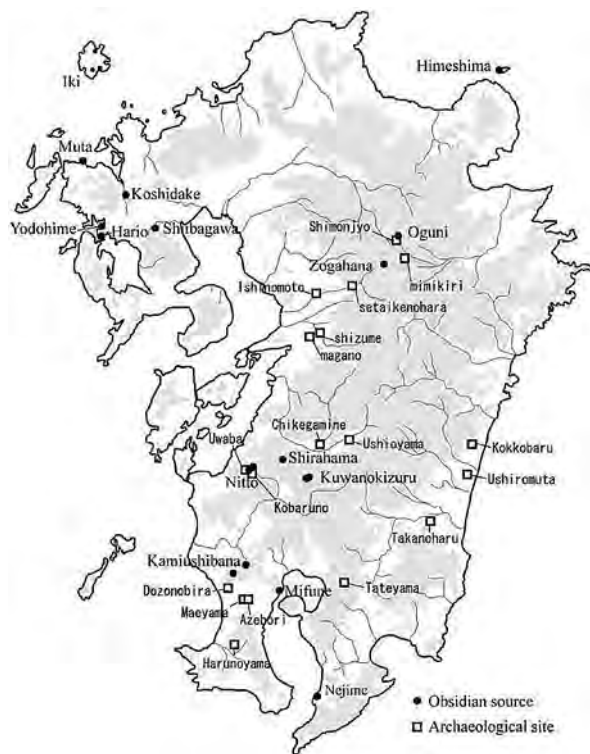 Iki
Himeshima
Muta
Koshidake
Yodohime
Hario
Shiibagawa
Shimonjyo
Oguni
Zogahana
mimikiri
Ishinomoto
setaikenohara
shizume
magano
Chikegamine
Uwaba
Ushioyama
Kokkobaru
Shirahama
Nitto
Kuwanokizuru
Ushiromuta
Kobaruno
Takanoharu
Kamiushibana
Dozonobira
Mifune
Tateyama
Maeyama
Azebori
Harunoyama
Nejime
Obsidian source
Archaeological site